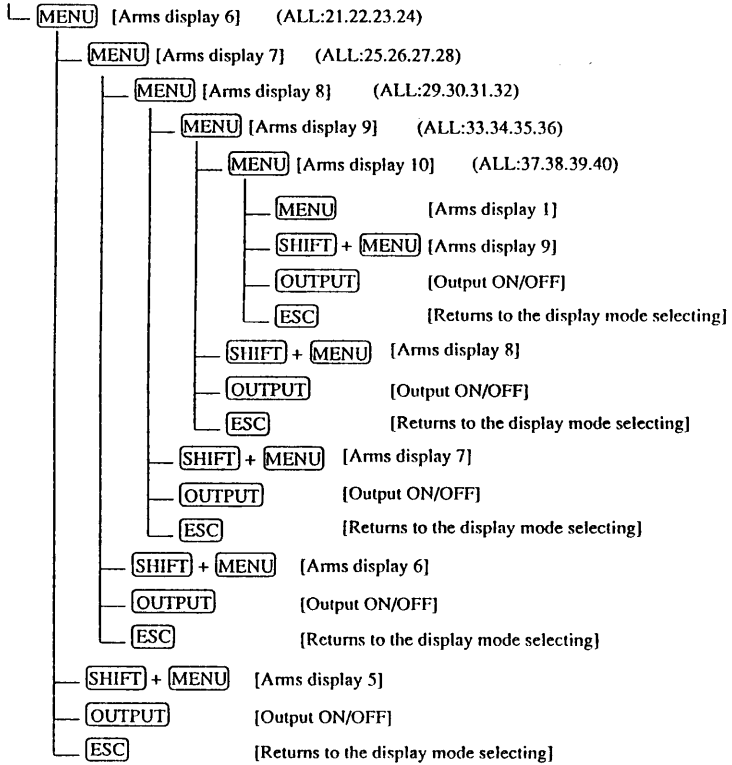 MENU [Arms display 6] (ALL:21.22.23.24)
MENU [Arms display 7] (ALL:25.26.27.28)
MENU [Arms display 8] (ALL:29.30.31.32)
MENU [Arms display 9] (ALL:33.34.35.36)
MENU [Arms display 10] (ALL:37.38.39.40)
MENU [Arms display 1]
SHIFT + MENU [Arms display 9]
OUTPUT [Output ON/OFF]
ESC [Returns to the display mode selecting]
SHIFT + MENU [Arms display 8]
OUTPUT [Output ON/OFF]
ESC [Returns to the display mode selecting]
SHIFT + MENU [Arms display 7]
OUTPUT [Output ON/OFF]
ESC [Returns to the display mode selecting]
SHIFT + MENU [Arms display 6]
OUTPUT [Output ON/OFF]
ESC [Returns to the display mode selecting]
SHIFT + MENU [Arms display 5]
OUTPUT [Output ON/OFF]
ESC [Returns to the display mode selecting]